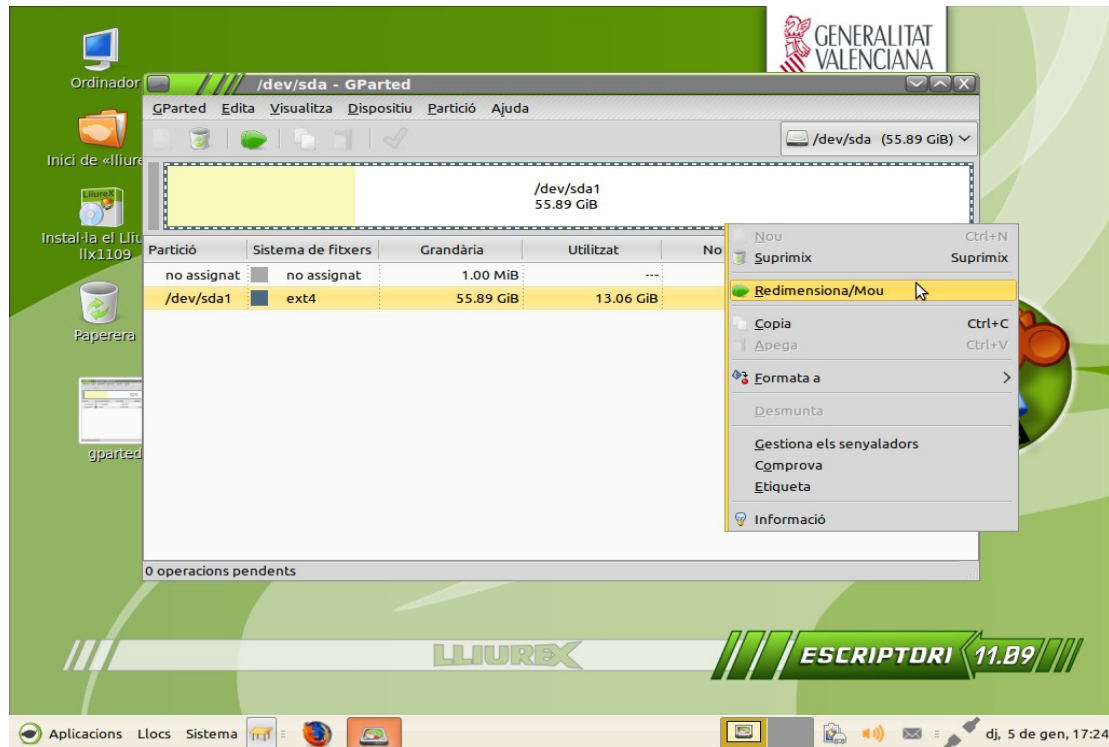 GENERALITAT
VALENCIANA
Ordinador
/dev/sda - GParted
GParted Edita Visualitza Dispositiu Partició Ajuda
/dev/sda (55.89 GiB)
Inici de «lliure
/dev/sda1
55.89 GiB
LliureX
Instal·la el Lliu
llx1109
Partició Sistema de fitxers Grandària Utilitzat No
no assignat no assignat 1.00 MiB ---
/dev/sda1 ext4 55.89 GiB 13.06 GiB
Nou Ctrl+N
Suprimix Suprimix
Redimensiona/Mou
Copia Ctrl+C
Apega Ctrl+V
Formata a
Desmunta
Gestiona els senyaladors
Comprova
Etiqueta
Informació
Paperera
gparted
0 operacions pendents
LLIUREX
ESCRIPTORI 11.09
Aplicacions Llocs Sistema
dj, 5 de gen, 17:24